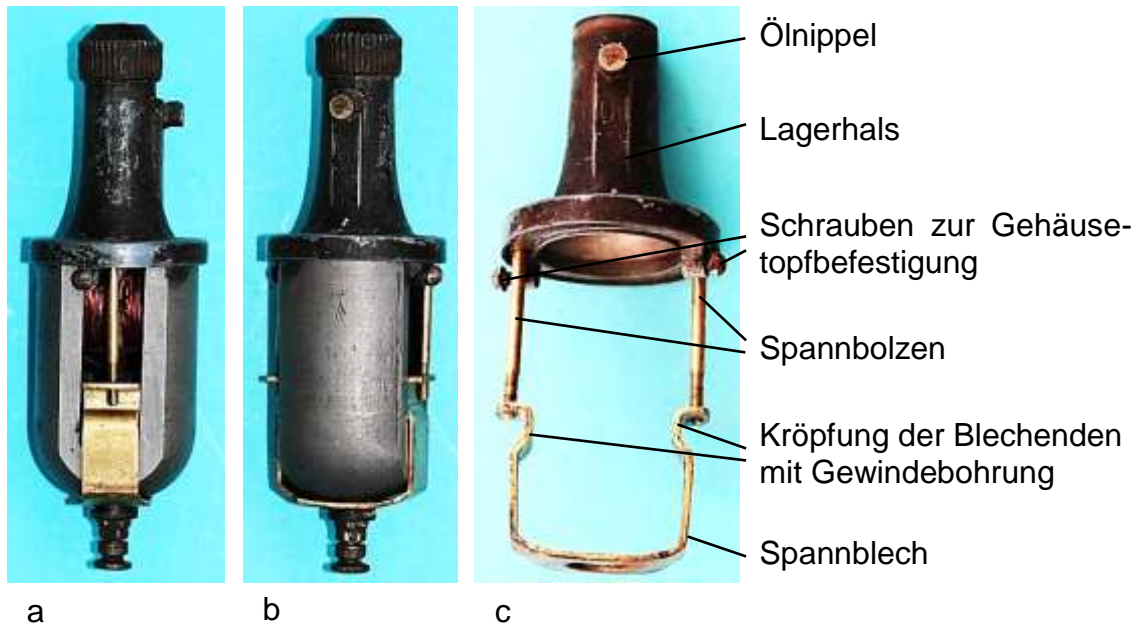 Ölnippel
Lagerhals
Schrauben zur Gehäuse-
topfbefestigung
Spannbolzen
Kröpfung der Blechenden
mit Gewindebohrung
Spannblech
a
b
c